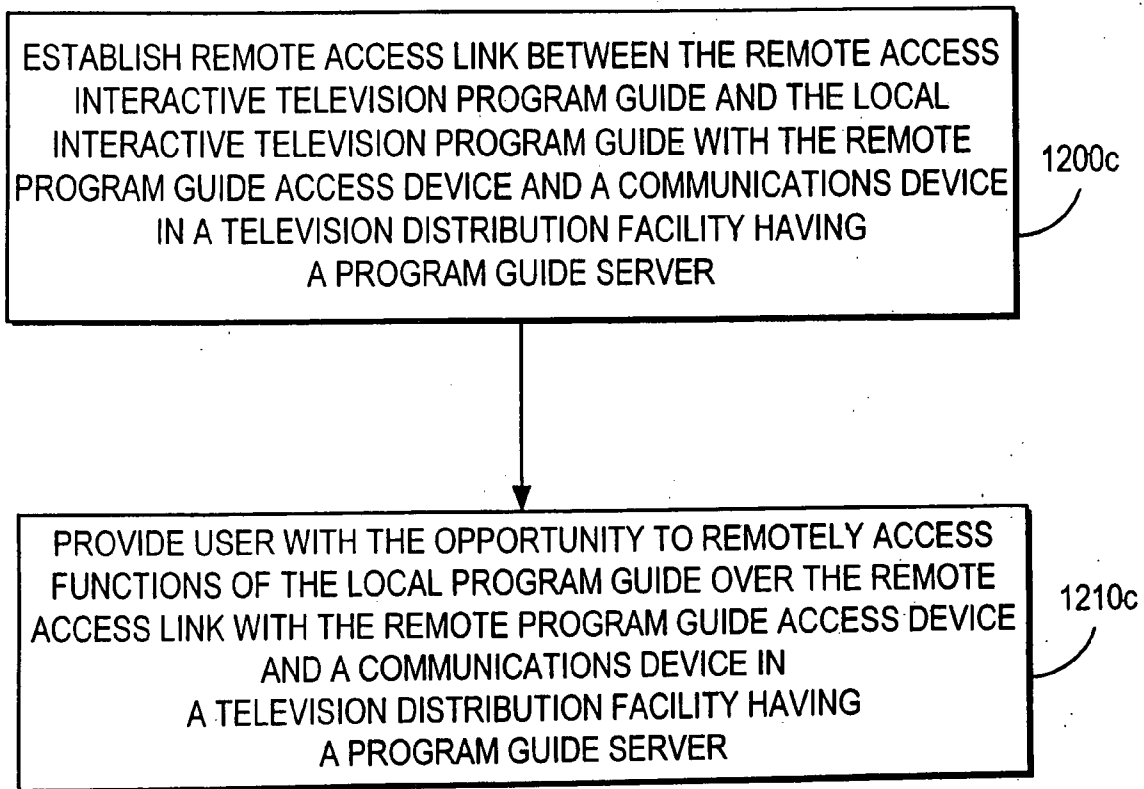 ESTABLISH REMOTE ACCESS LINK BETWEEN THE REMOTE ACCESS
INTERACTIVE TELEVISION PROGRAM GUIDE AND THE LOCAL
INTERACTIVE TELEVISION PROGRAM GUIDE WITH THE REMOTE
PROGRAM GUIDE ACCESS DEVICE AND A COMMUNICATIONS DEVICE
IN A TELEVISION DISTRIBUTION FACILITY HAVING
A PROGRAM GUIDE SERVER
1200c
PROVIDE USER WITH THE OPPORTUNITY TO REMOTELY ACCESS
FUNCTIONS OF THE LOCAL PROGRAM GUIDE OVER THE REMOTE
ACCESS LINK WITH THE REMOTE PROGRAM GUIDE ACCESS DEVICE
AND A COMMUNICATIONS DEVICE IN
A TELEVISION DISTRIBUTION FACILITY HAVING
A PROGRAM GUIDE SERVER
1210c